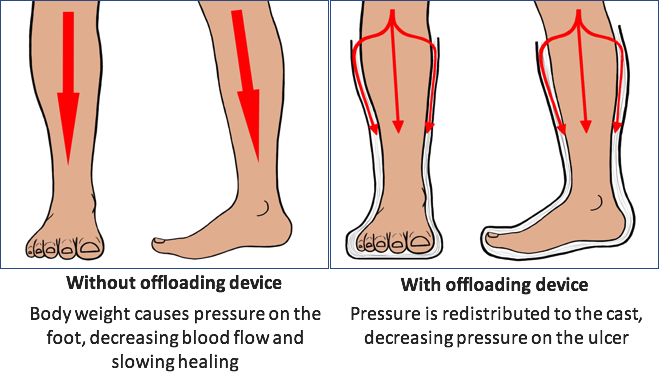 Without offloading device
Body weight causes pressure on the
foot, decreasing blood flow and
slowing healing
With offloading device
Pressure is redistributed to the cast,
decreasing pressure on the ulcer